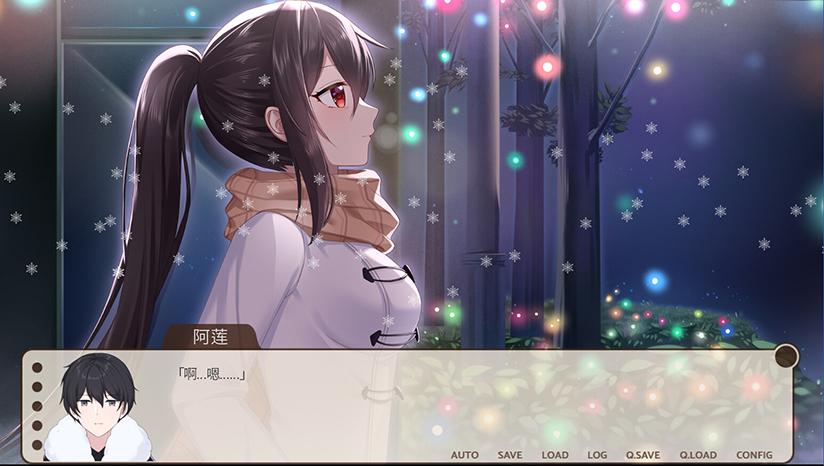 阿莲
「啊...嗯......」
AUTO SAVE LOAD LOG Q.SAVE Q.LOAD CONFIG